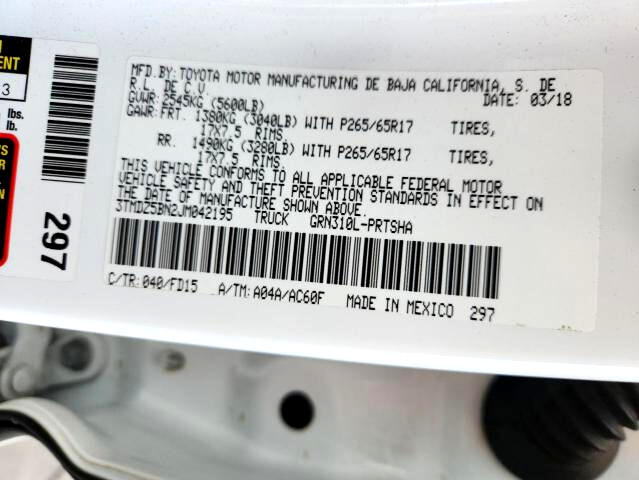 MFD.BY:TOYOTA MOTOR MANUFACTURING DE BAJA CALIFORNIA, S. DE
R.L. DE C.V. DATE: 03/18
GVWR: 2545KG (5600LB)
GAWR: FRT. 1380KG (3040LB) WITH P265/65R17 TIRES,
17X7.5 RIMS.
RR. 1490KG (3280LB) WITH P265/65R17 TIRES,
17X7.5 RIMS.
THIS VEHICLE CONFORMS TO ALL APPLICABLE FEDERAL MOTOR
VEHICLE SAFETY AND THEFT PREVENTION STANDARDS IN EFFECT ON
THE DATE OF MANUFACTURE SHOWN ABOVE.
3TMDZ5BN2JM042195 TRUCK GRN310L-PRTSHA
C/TR:040/FD15 A/TM:A04A/AC60F MADE IN MEXICO 297
297
3
lbs.
lb.